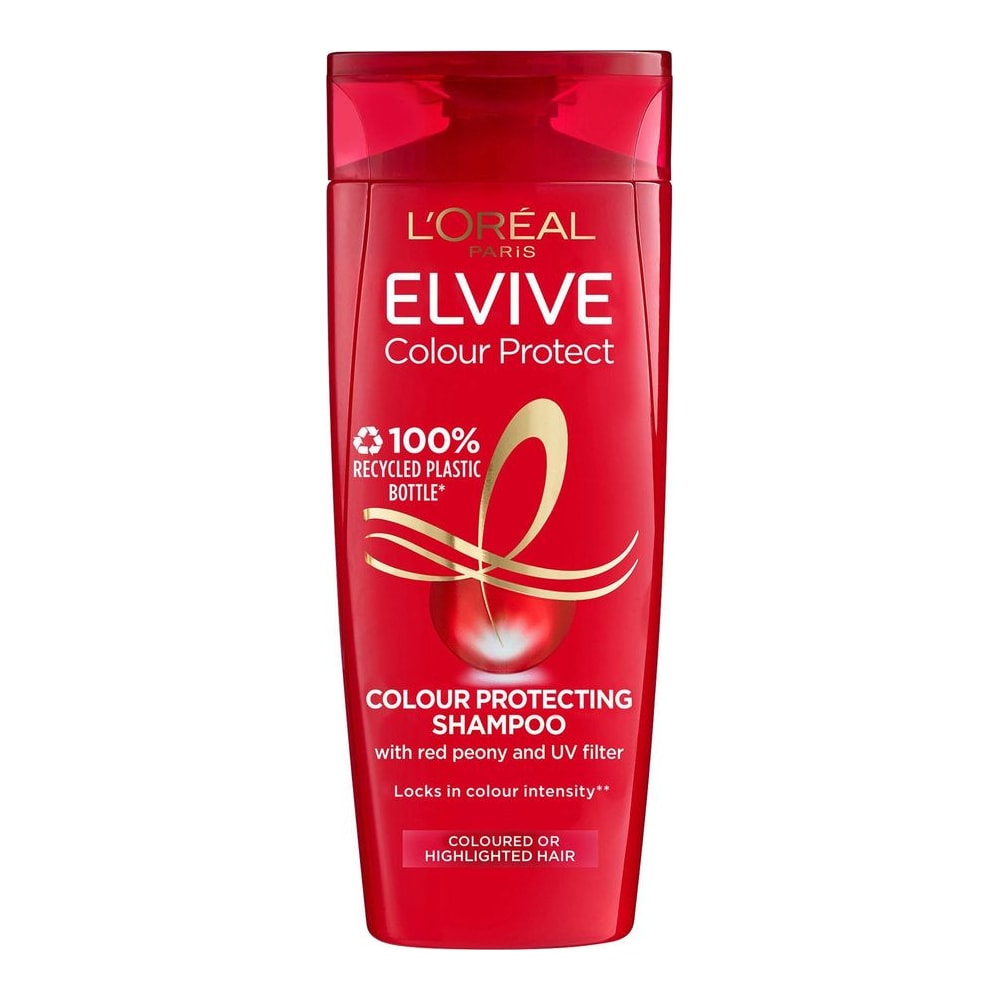 L'ORÉAL
PARiS
ELVIVE
Colour Protect
100%
RECYCLED PLASTIC
BOTTLE*
COLOUR PROTECTING
SHAMPOO
with red peony and UV filter
Locks in colour intensity**
COLOURED OR
HIGHLIGHTED HAIR